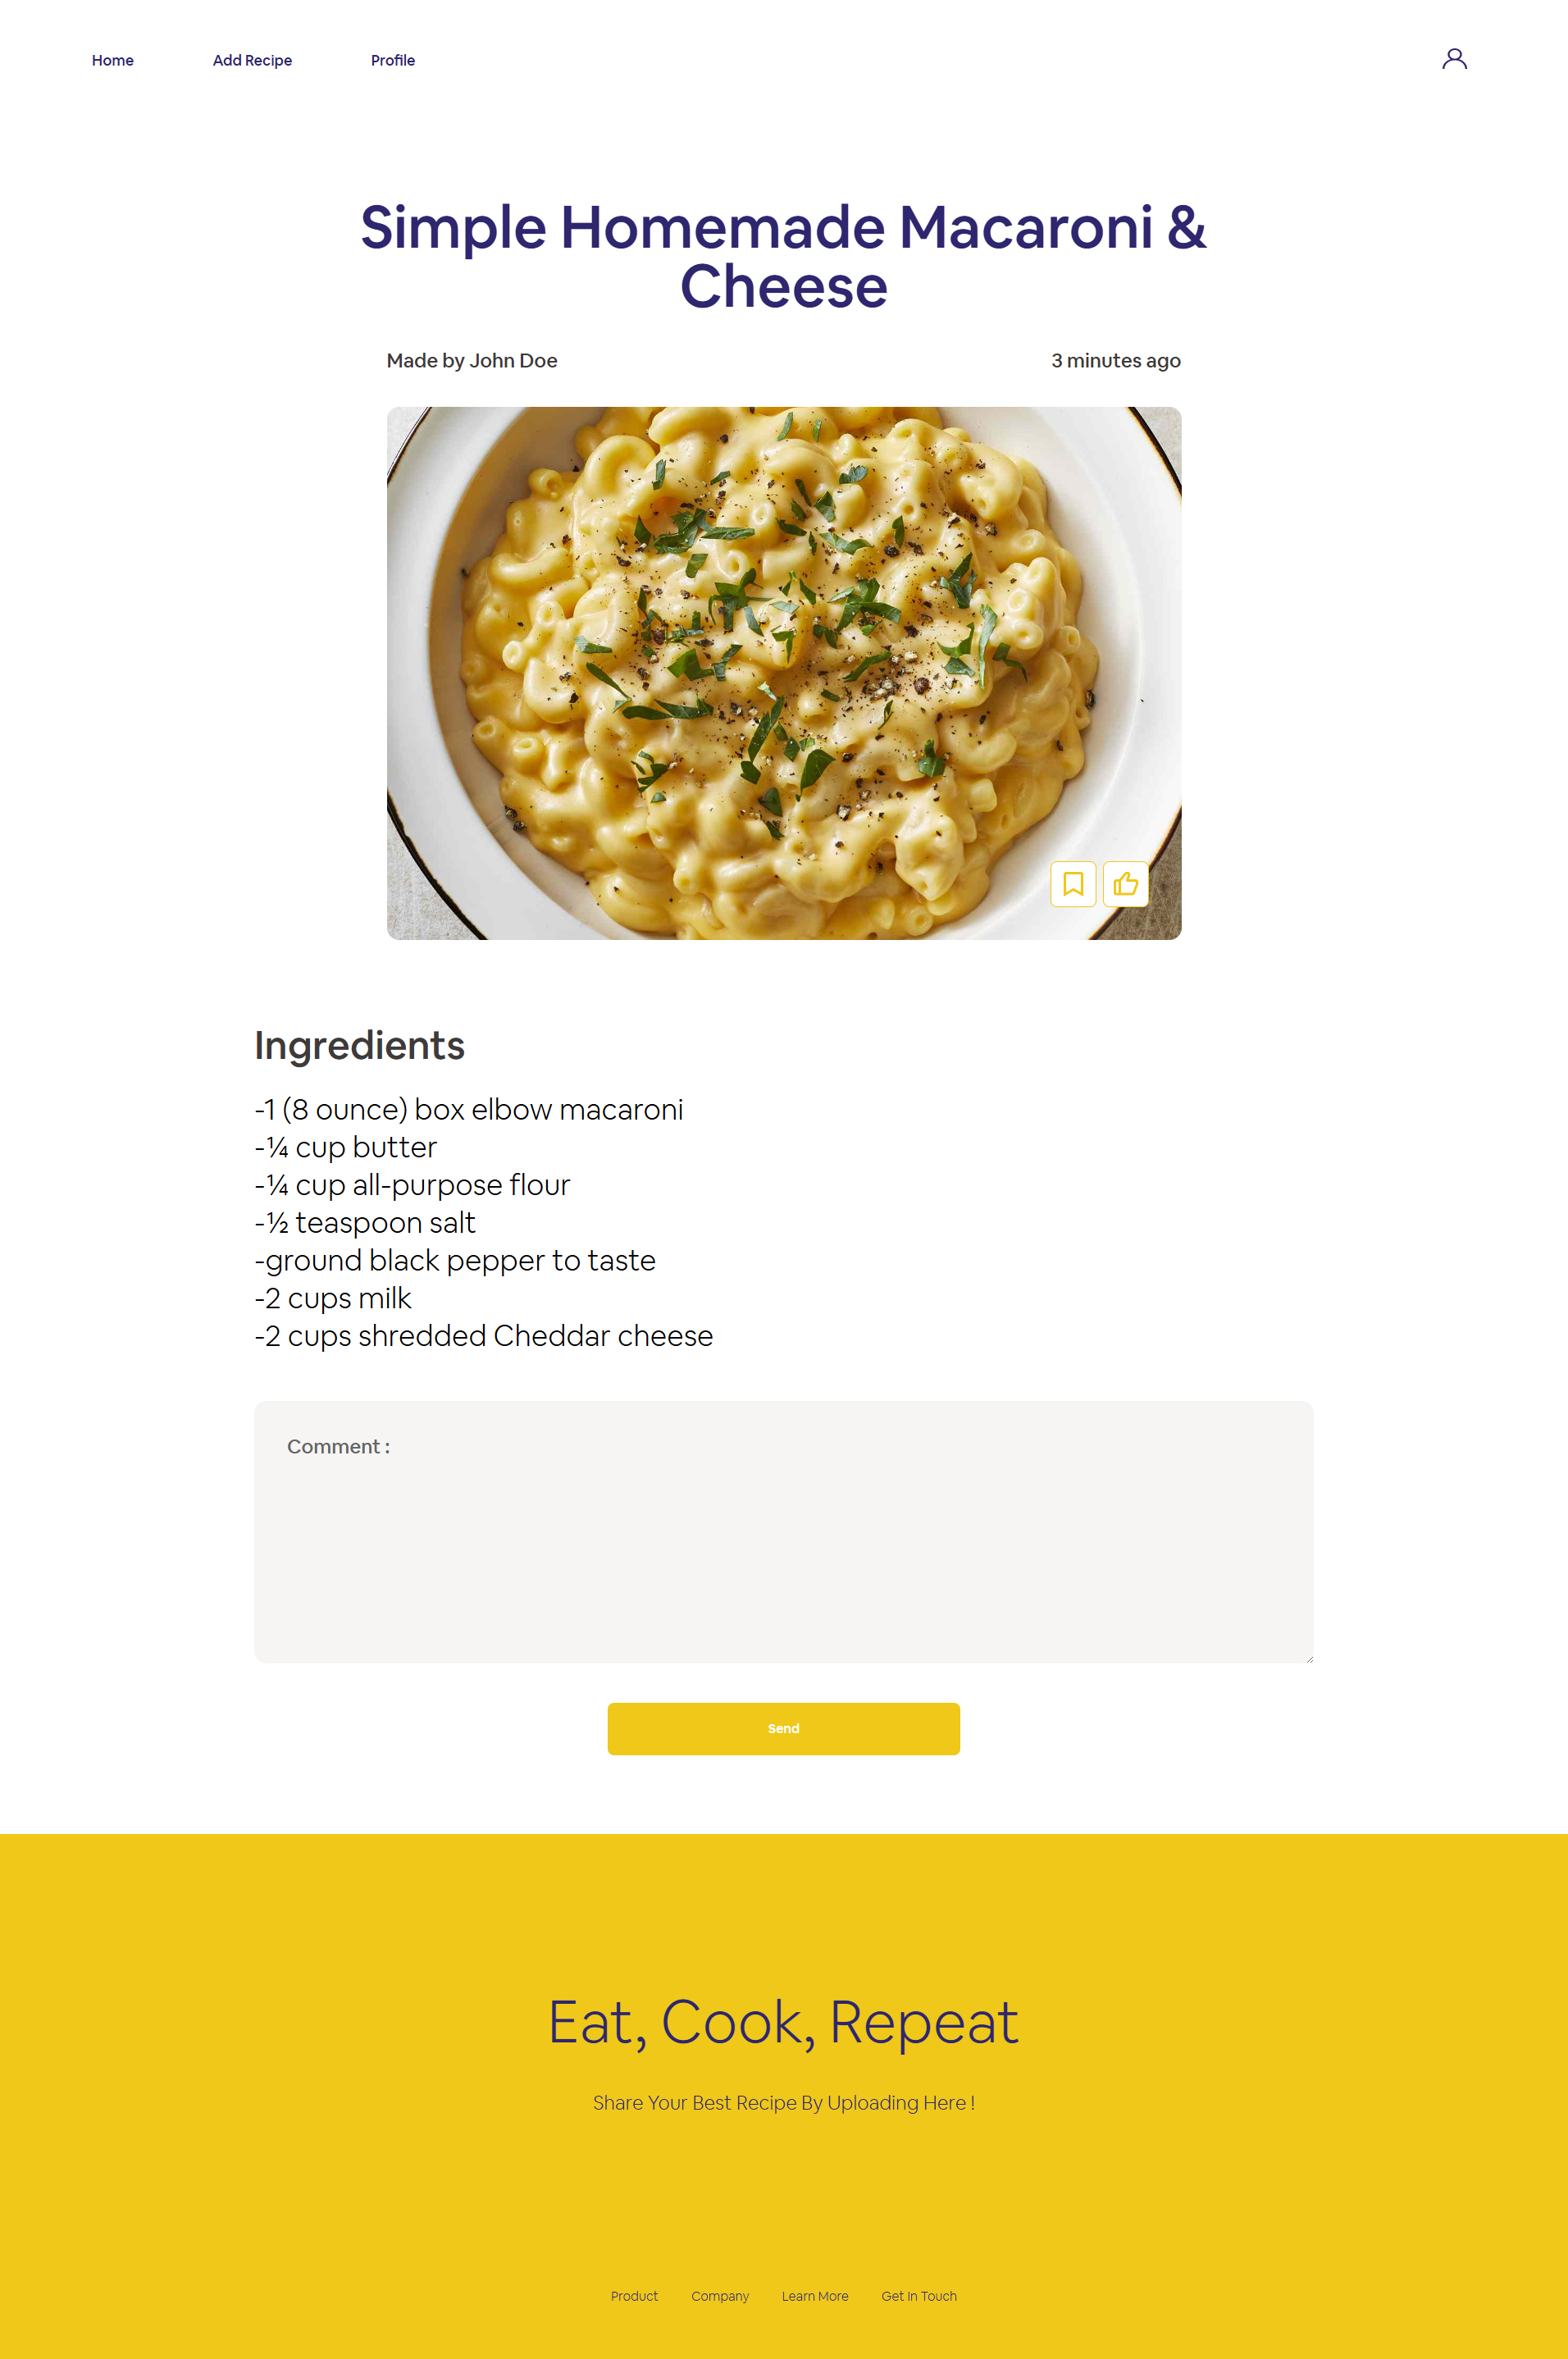 Home Add Recipe Profile
Simple Homemade Macaroni &
Cheese
Made by John Doe 3 minutes ago
Ingredients
-1 (8 ounce) box elbow macaroni
-¼ cup butter
-¼ cup all-purpose flour
-½ teaspoon salt
-ground black pepper to taste
-2 cups milk
-2 cups shredded Cheddar cheese
Comment :
Send
Eat, Cook, Repeat
Share Your Best Recipe By Uploading Here !
Product Company Learn More Get In Touch